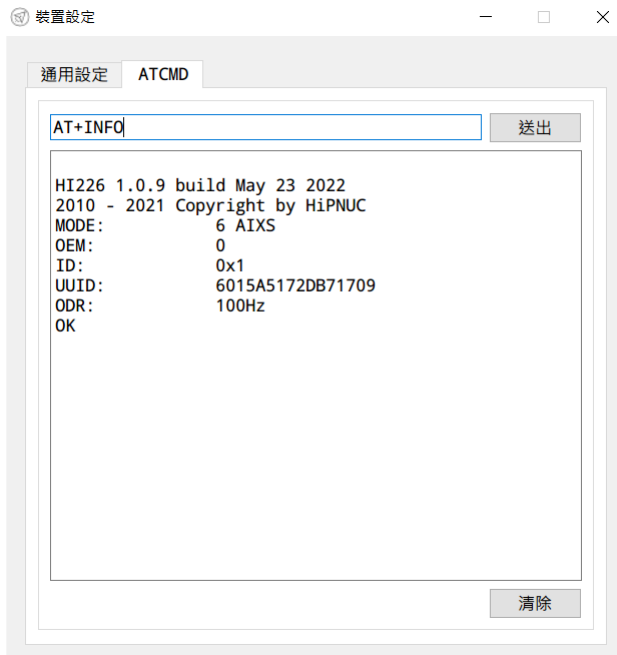 裝置設定
通用設定 ATCMD
AT+INFO 送出
HI226 1.0.9 build May 23 2022
2010 - 2021 Copyright by HiPNUC
MODE: 6 AIXS
OEM: 0
ID: 0x1
UUID: 6015A5172DB71709
ODR: 100Hz
OK
清除